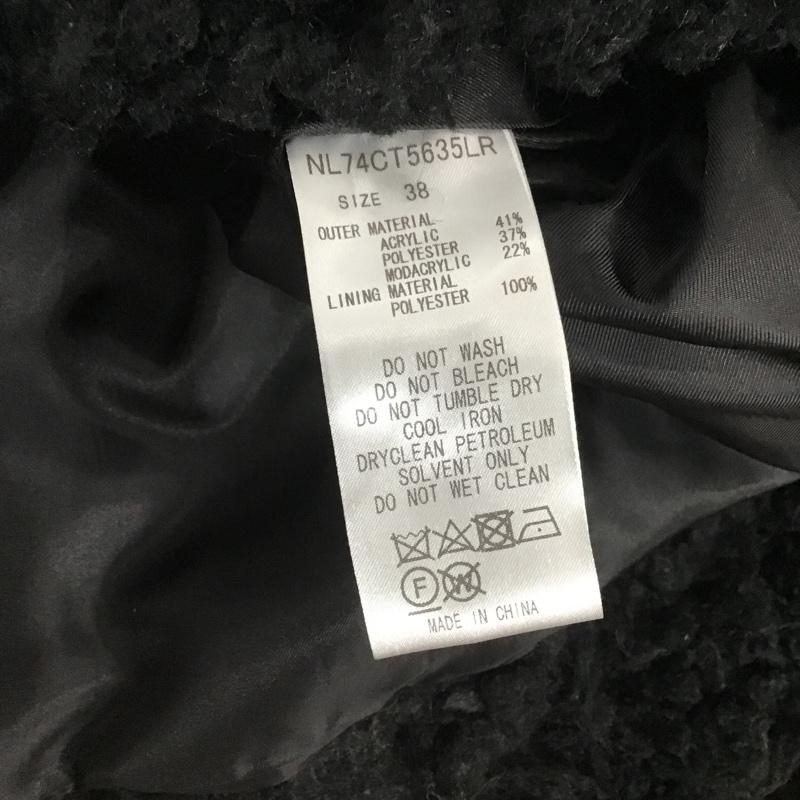 NL74CT5635LR
SIZE 38
OUTER MATERIAL
ACRYLIC 41%
POLYESTER 37%
MODACRYLIC 22%
LINING MATERIAL
POLYESTER 100%
DO NOT WASH
DO NOT BLEACH
DO NOT TUMBLE DRY
COOL IRON
DRYCLEAN PETROLEUM
SOLVENT ONLY
DO NOT WET CLEAN
F W
MADE IN CHINA